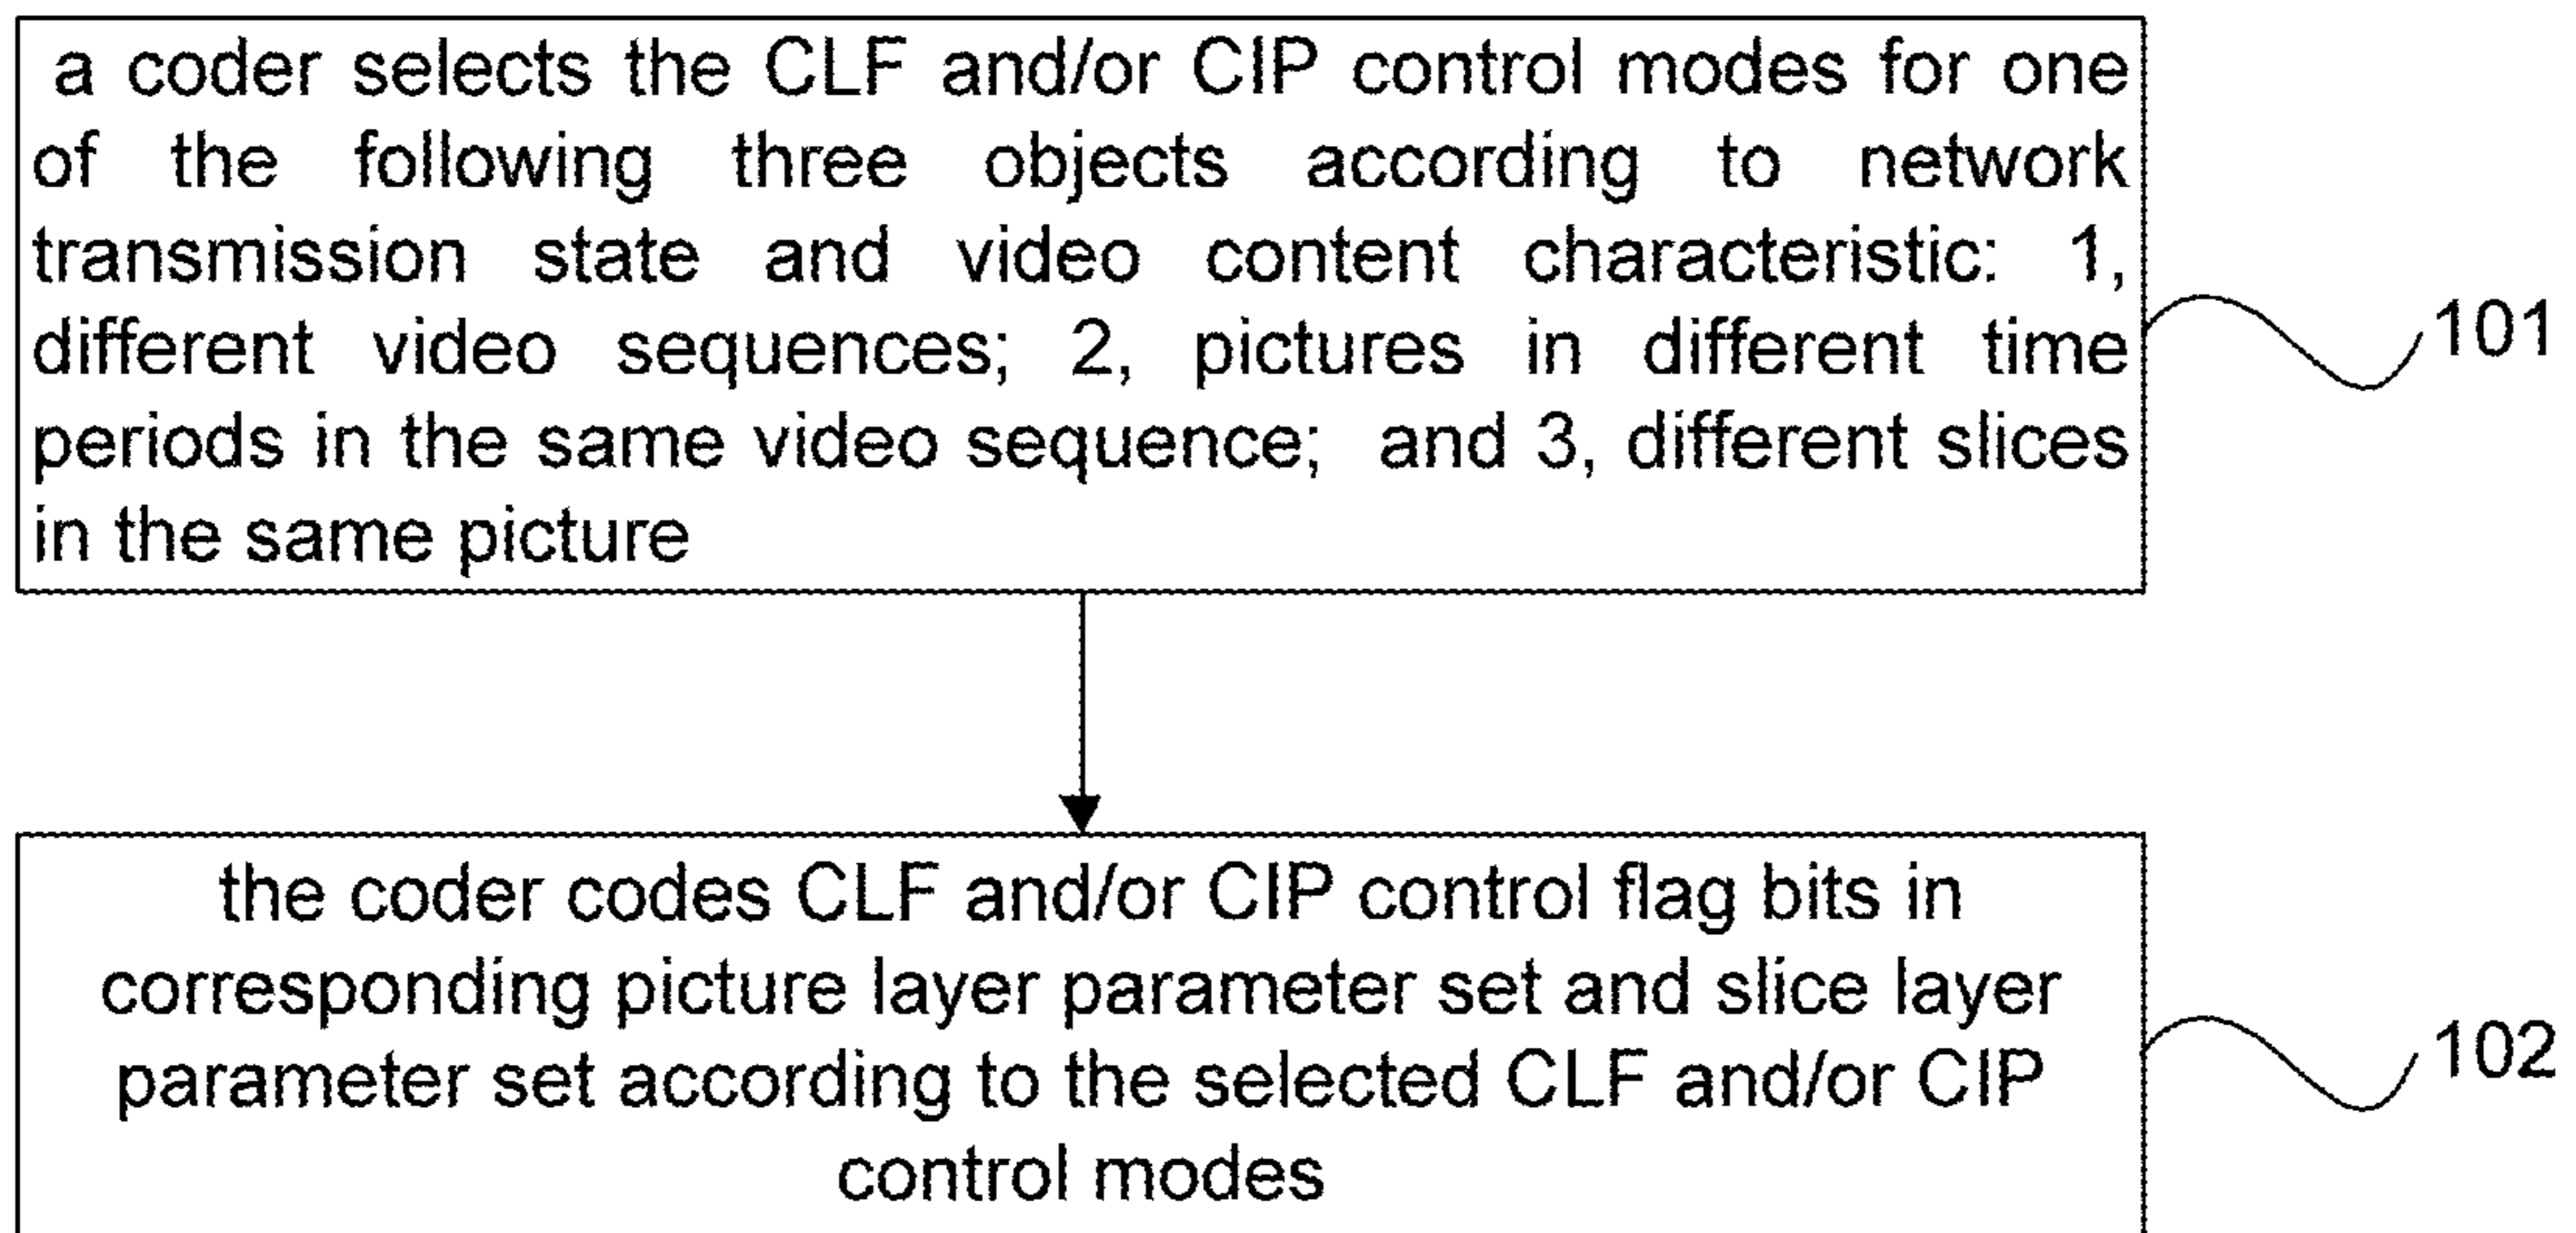 a coder selects the CLF and/or CIP control modes for one
of the following three objects according to network
transmission state and video content characteristic: 1,
different video sequences; 2, pictures in different time
periods in the same video sequence; and 3, different slices
in the same picture
101
the coder codes CLF and/or CIP control flag bits in
corresponding picture layer parameter set and slice layer
parameter set according to the selected CLF and/or CIP
control modes
102